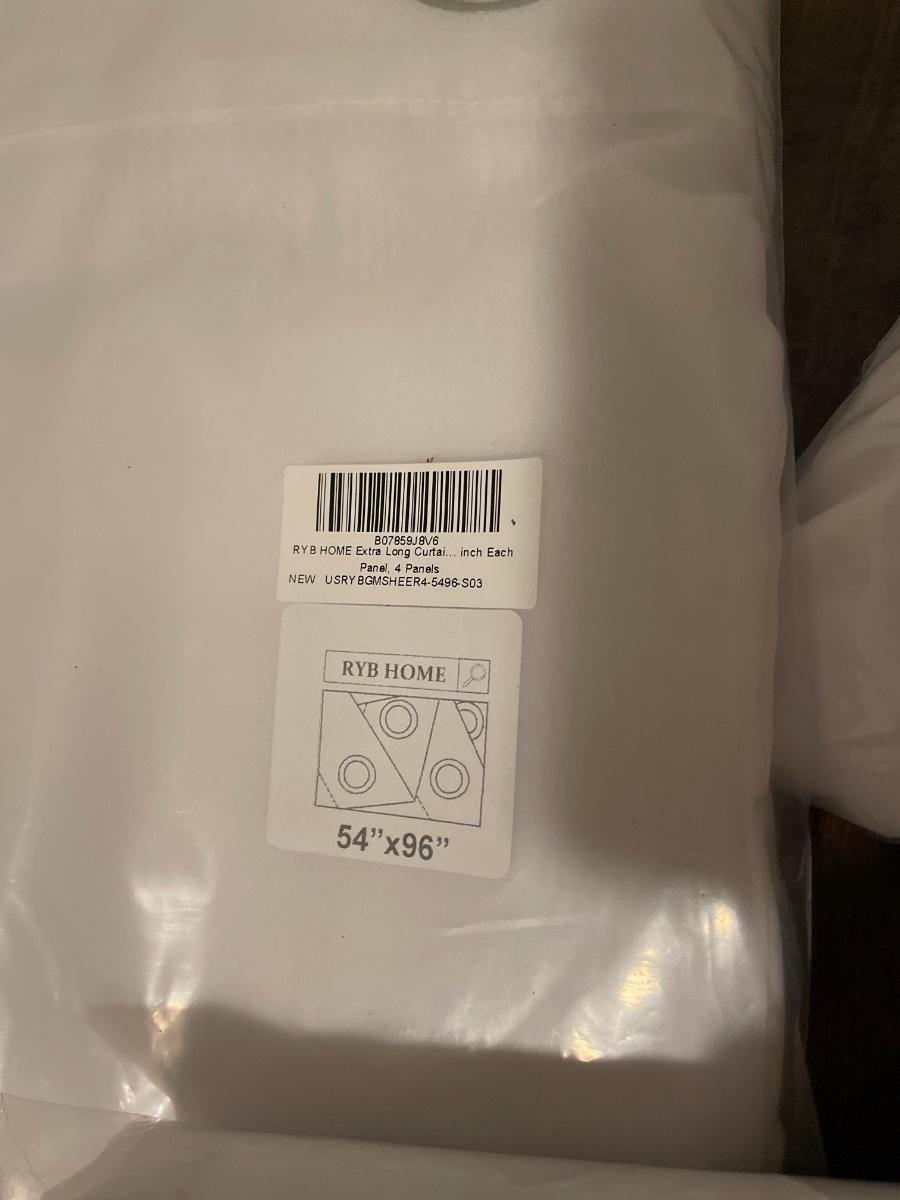 B07859J8V6
RYB HOME Extra Long Curtai... inch Each
Panel, 4 Panels
NEW USRYBGMSHEER4-5496-S03
RYB HOME
54”x96”